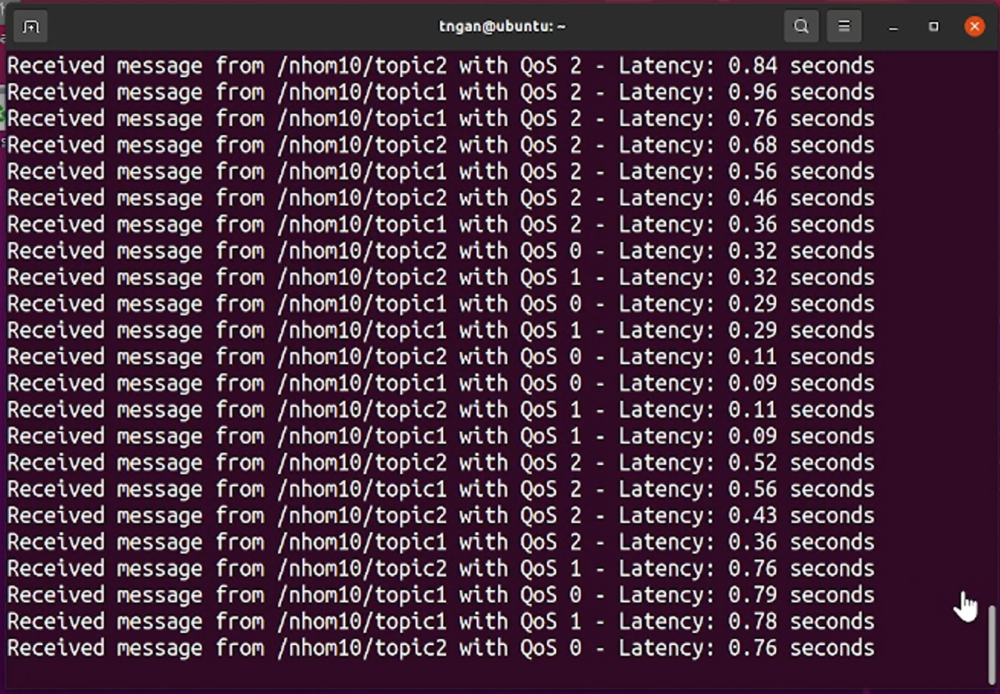 tngan@ubuntu: ~
Received message from /nhom10/topic2 with QoS 2 - Latency: 0.84 seconds
Received message from /nhom10/topic1 with QoS 2 - Latency: 0.96 seconds
Received message from /nhom10/topic1 with QoS 2 - Latency: 0.76 seconds
Received message from /nhom10/topic2 with QoS 2 - Latency: 0.68 seconds
Received message from /nhom10/topic1 with QoS 2 - Latency: 0.56 seconds
Received message from /nhom10/topic2 with QoS 2 - Latency: 0.46 seconds
Received message from /nhom10/topic1 with QoS 2 - Latency: 0.36 seconds
Received message from /nhom10/topic2 with QoS 0 - Latency: 0.32 seconds
Received message from /nhom10/topic2 with QoS 1 - Latency: 0.32 seconds
Received message from /nhom10/topic1 with QoS 0 - Latency: 0.29 seconds
Received message from /nhom10/topic1 with QoS 1 - Latency: 0.29 seconds
Received message from /nhom10/topic2 with QoS 0 - Latency: 0.11 seconds
Received message from /nhom10/topic1 with QoS 0 - Latency: 0.09 seconds
Received message from /nhom10/topic2 with QoS 1 - Latency: 0.11 seconds
Received message from /nhom10/topic1 with QoS 1 - Latency: 0.09 seconds
Received message from /nhom10/topic2 with QoS 2 - Latency: 0.52 seconds
Received message from /nhom10/topic1 with QoS 2 - Latency: 0.56 seconds
Received message from /nhom10/topic2 with QoS 2 - Latency: 0.43 seconds
Received message from /nhom10/topic1 with QoS 2 - Latency: 0.36 seconds
Received message from /nhom10/topic2 with QoS 1 - Latency: 0.76 seconds
Received message from /nhom10/topic1 with QoS 0 - Latency: 0.79 seconds
Received message from /nhom10/topic1 with QoS 1 - Latency: 0.78 seconds
Received message from /nhom10/topic2 with QoS 0 - Latency: 0.76 seconds